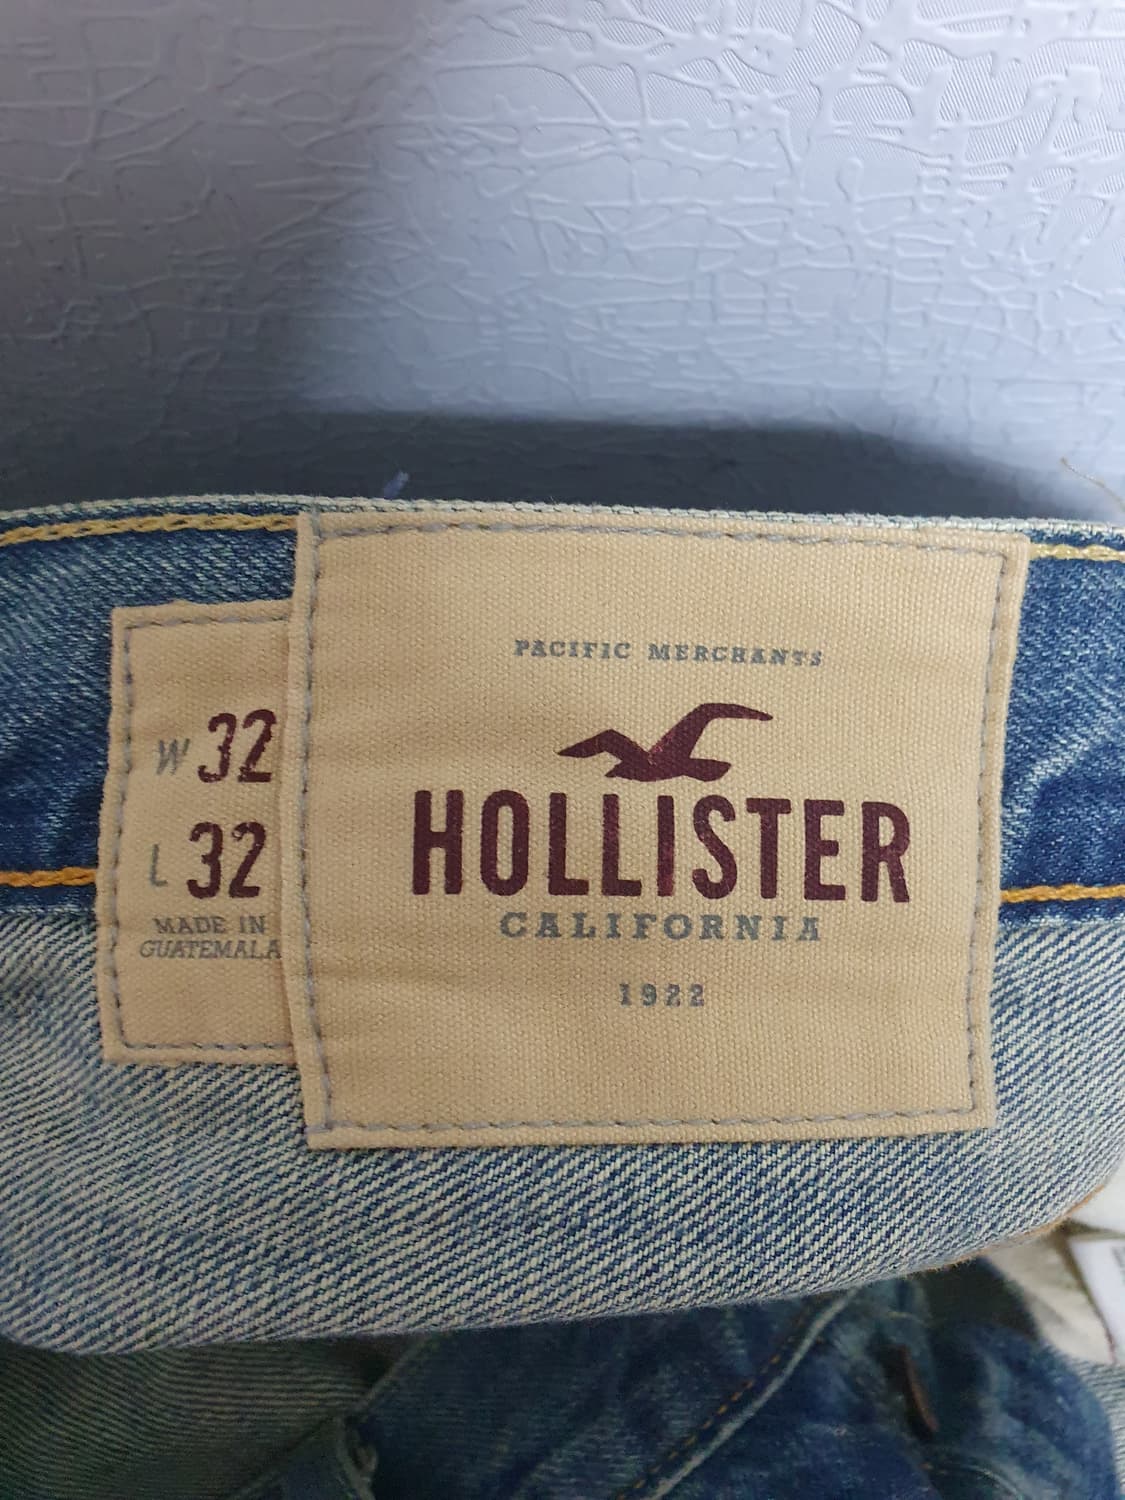 W 32
L 32
MADE IN
GUATEMALA
PACIFIC MERCHANTS
HOLLISTER
CALIFORNIA
1922